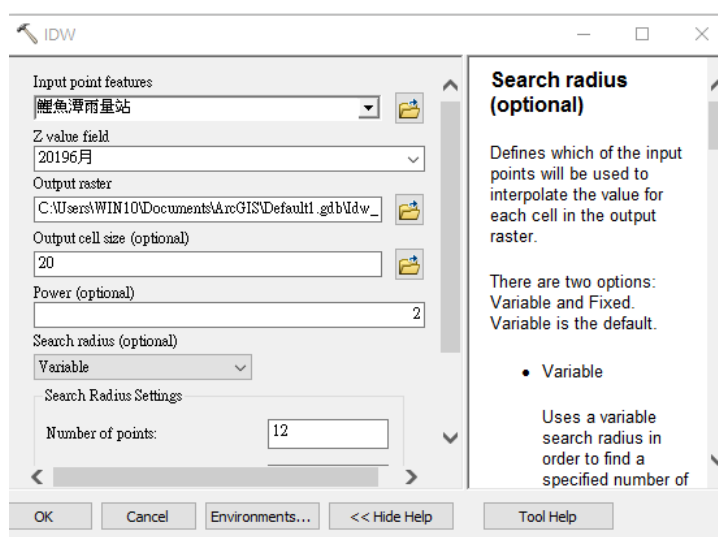 IDW
Input point features
鯉魚潭雨量站
Z value field
20196月
Output raster
C:\Users\WIN10\Documents\ArcGIS\Default1.gdb\Idw_
Output cell size (optional)
20
Power (optional)
2
Search radius (optional)
Variable
Search Radius Settings
Number of points:
12
OK
Cancel
Environments...
<< Hide Help
Search radius
(optional)
Defines which of the input
points will be used to
interpolate the value for
each cell in the output
raster.
There are two options:
Variable and Fixed.
Variable is the default.
• Variable
Uses a variable
search radius in
order to find a
specified number of
Tool Help